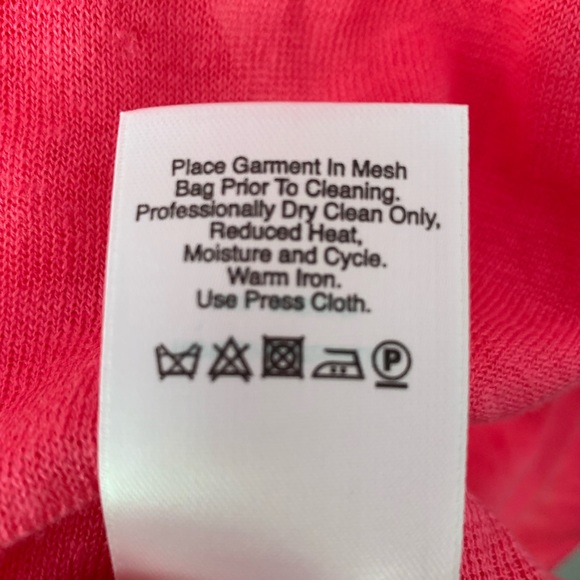 Place Garment In Mesh
Bag Prior To Cleaning.
Professionally Dry Clean Only,
Reduced Heat,
Moisture and Cycle.
Warm Iron.
Use Press Cloth.
P